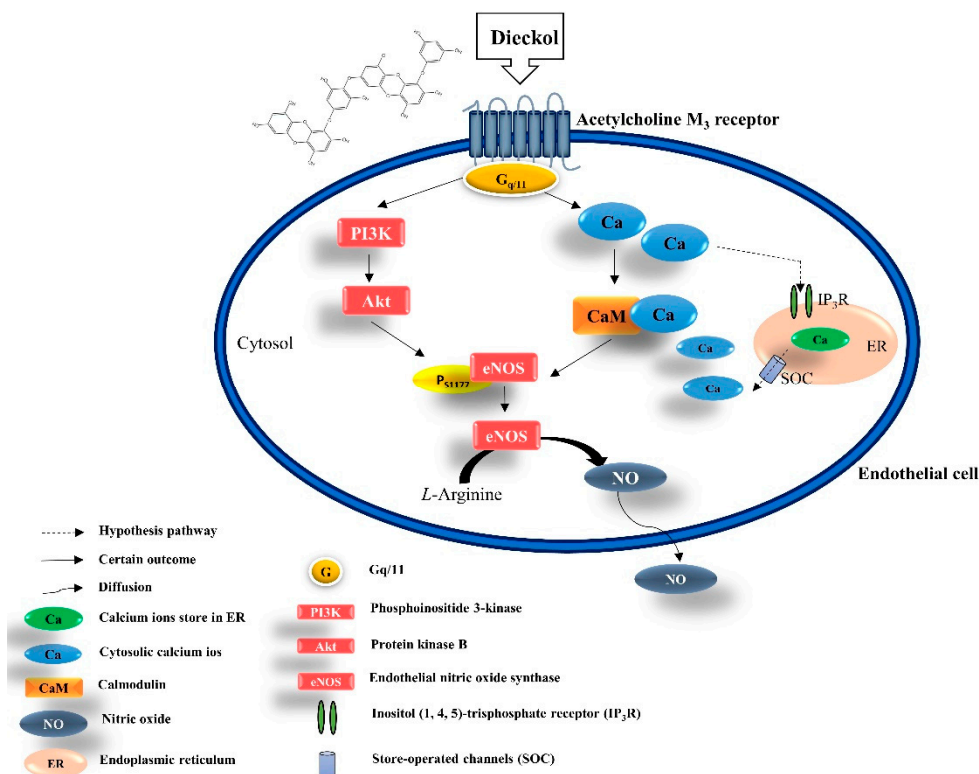 Dieckol
Acetylcholine M₃ receptor
Gq/11
PI3K
Ca
Ca
Akt
CaM
Ca
IP₃R
Ca
ER
SOC
Ca
Ca
Cytosol
eNOS
P_S1177
eNOS
L-Arginine
NO
Endothelial cell
NO
Hypothesis pathway
Certain outcome
Diffusion
Ca Calcium ions store in ER
Ca Cytosolic calcium ios
CaM Calmodulin
NO Nitric oxide
ER Endoplasmic reticulum
G Gq/11
PI3K Phosphoinositide 3-kinase
Akt Protein kinase B
eNOS Endothelial nitric oxide synthase
Inositol (1, 4, 5)-trisphosphate receptor (IP₃R)
Store-operated channels (SOC)